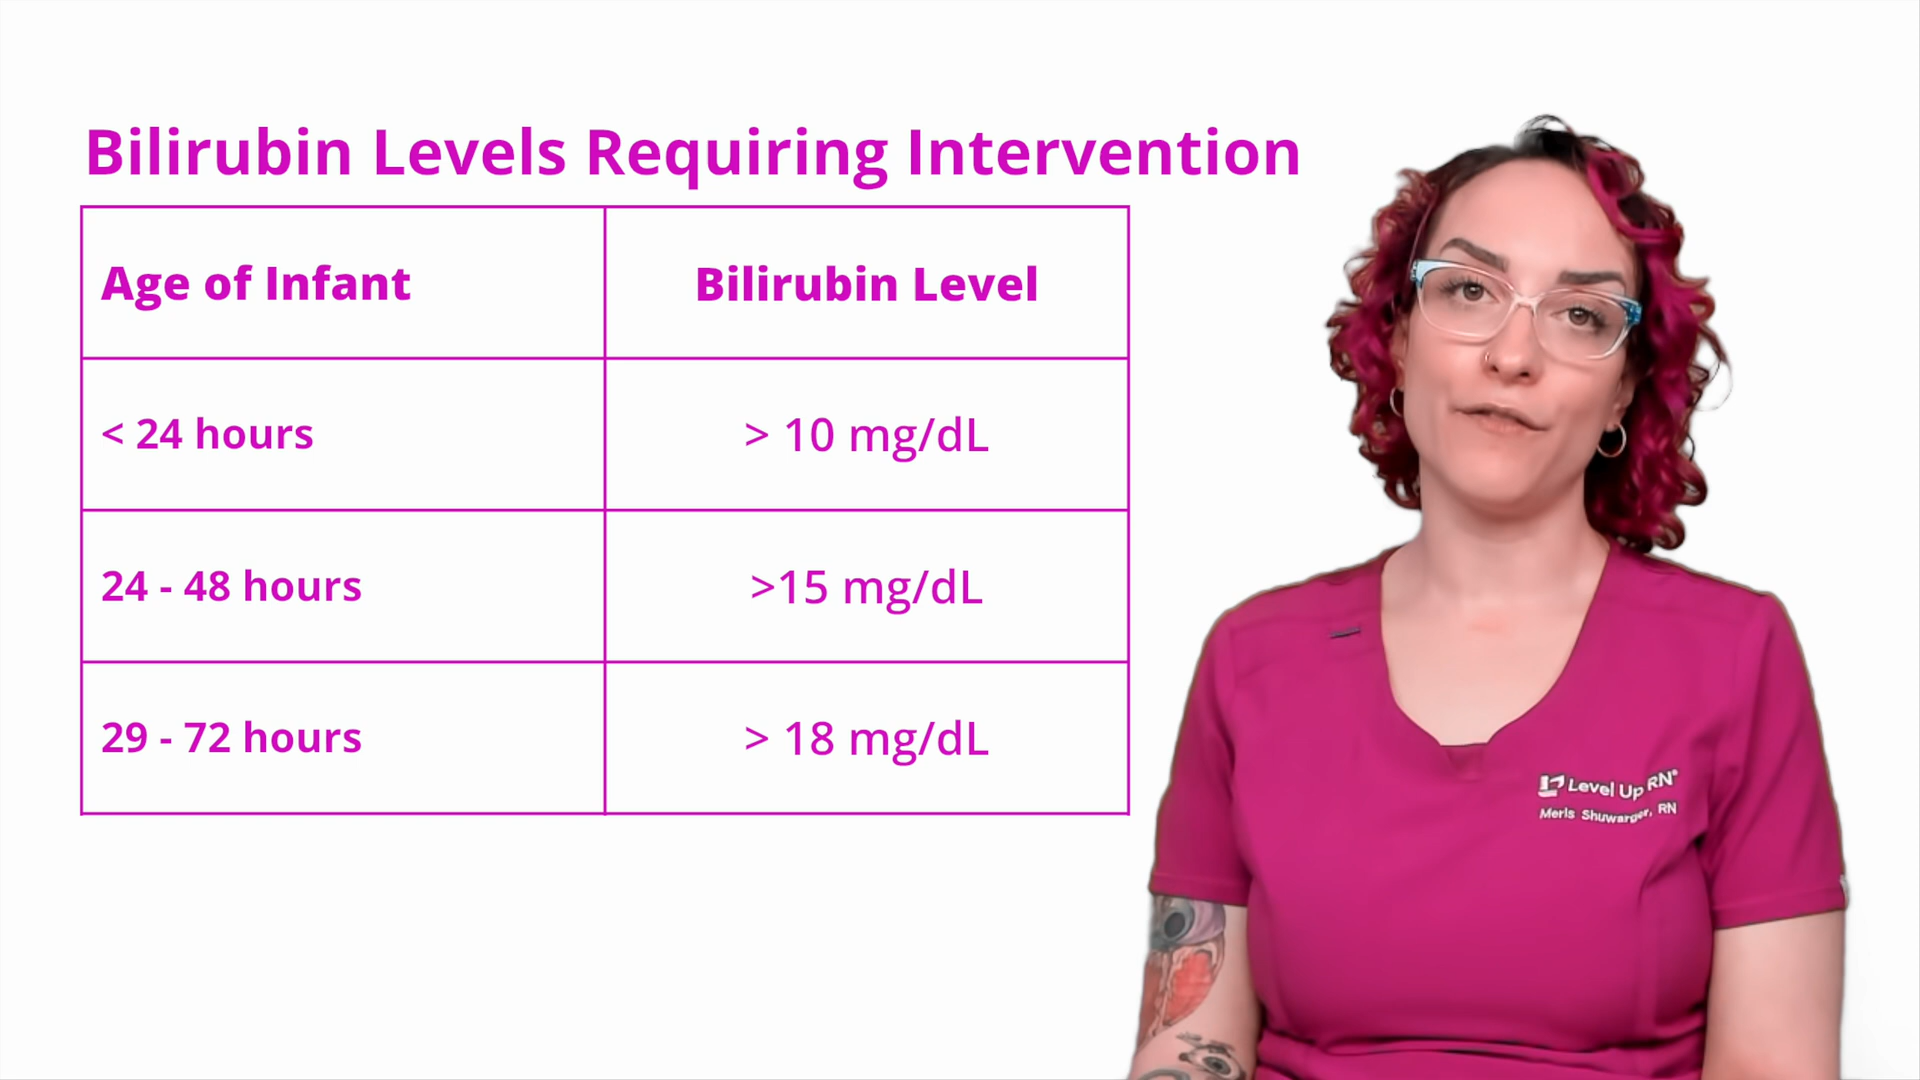 Bilirubin Levels Requiring Intervention
Age of Infant
Bilirubin Level
< 24 hours
> 10 mg/dL
24 - 48 hours
>15 mg/dL
29 - 72 hours
> 18 mg/dL
Level Up RN®
Meris Shuwarger, RN